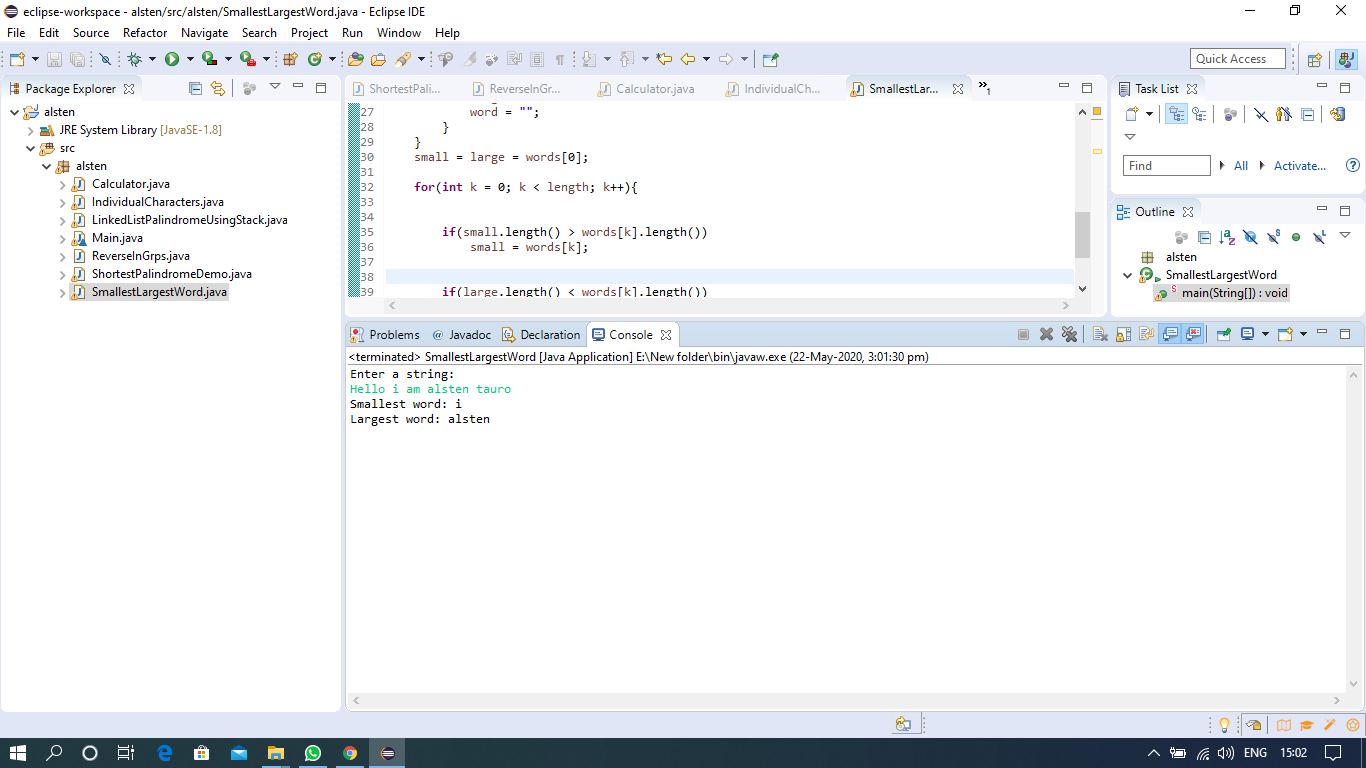 eclipse-workspace - alsten/src/alsten/SmallestLargestWord.java - Eclipse IDE
File Edit Source Refactor Navigate Search Project Run Window Help
Quick Access
Package Explorer
alsten
JRE System Library [JavaSE-1.8]
src
alsten
Calculator.java
IndividualCharacters.java
LinkedListPalindromeUsingStack.java
Main.java
ReverseInGrps.java
ShortestPalindromeDemo.java
SmallestLargestWord.java
ShortestPali... ReverseInGr... Calculator.java IndividualCh... SmallestLar... »1
27 word = "";
28 }
29 }
30 small = large = words[0];
31
32 for(int k = 0; k < length; k++){
33
34
35 if(small.length() > words[k].length())
36 small = words[k];
37
38
39 if(large.length() < words[k].length())
Task List
Find All Activate...
Outline
alsten
SmallestLargestWord
main(String[]) : void
Problems @ Javadoc Declaration Console
<terminated> SmallestLargestWord [Java Application] E:\New folder\bin\javaw.exe (22-May-2020, 3:01:30 pm)
Enter a string:
Hello i am alsten tauro
Smallest word: i
Largest word: alsten
ENG 15:02